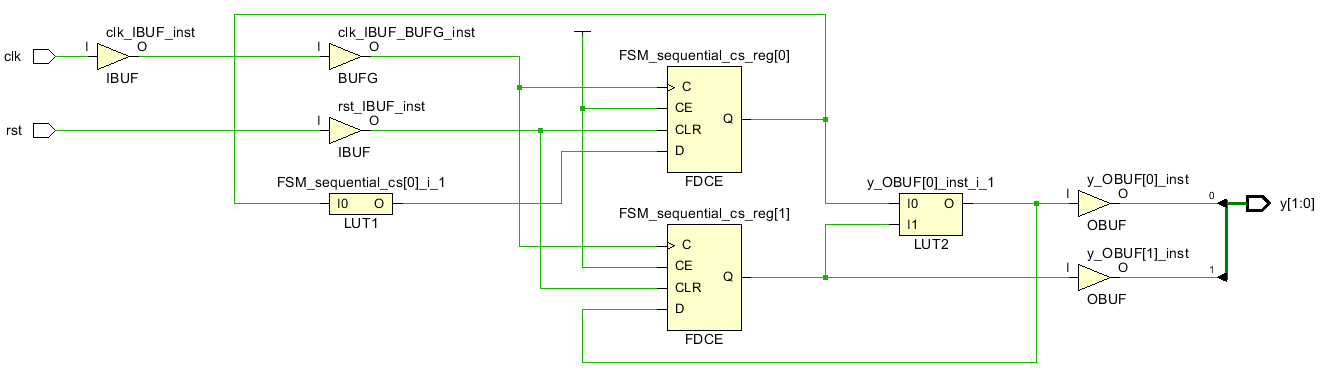 clk_IBUF_inst
clk
I
O
IBUF
clk_IBUF_BUFG_inst
I
O
BUFG
rst
rst_IBUF_inst
I
O
IBUF
FSM_sequential_cs[0]_i_1
I0
O
LUT1
FSM_sequential_cs_reg[0]
C
CE
CLR
D
Q
FDCE
FSM_sequential_cs_reg[1]
C
CE
CLR
D
Q
FDCE
y_OBUF[0]_inst_i_1
I0
O
I1
LUT2
y_OBUF[0]_inst
I
O
OBUF
y_OBUF[1]_inst
I
O
OBUF
0
1
y[1:0]